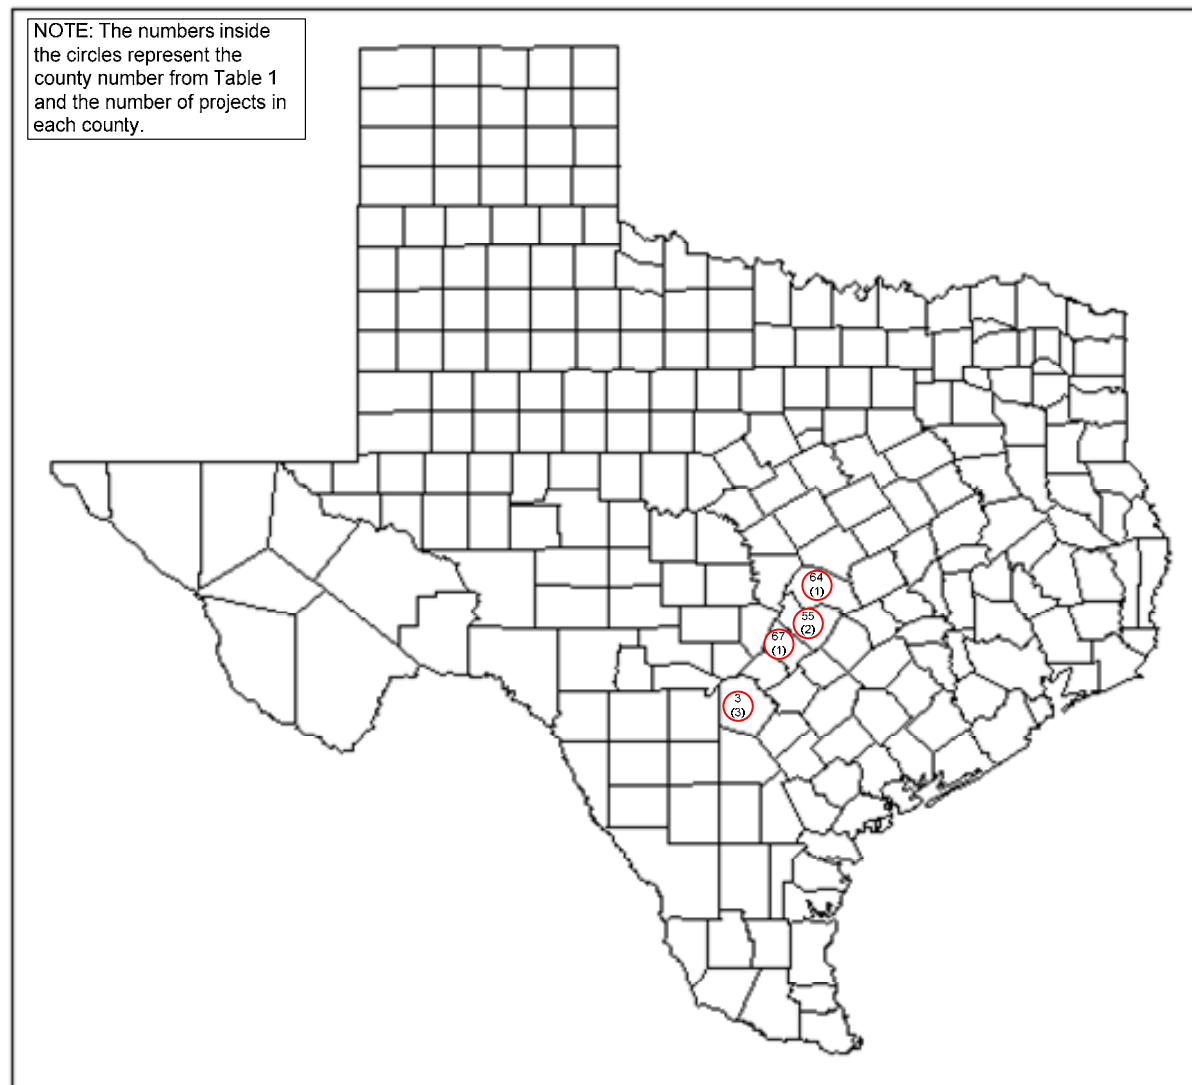 NOTE: The numbers inside
the circles represent the
county number from Table 1
and the number of projects in
each county.
64
(1)
55
(2)
67
(1)
3
(3)